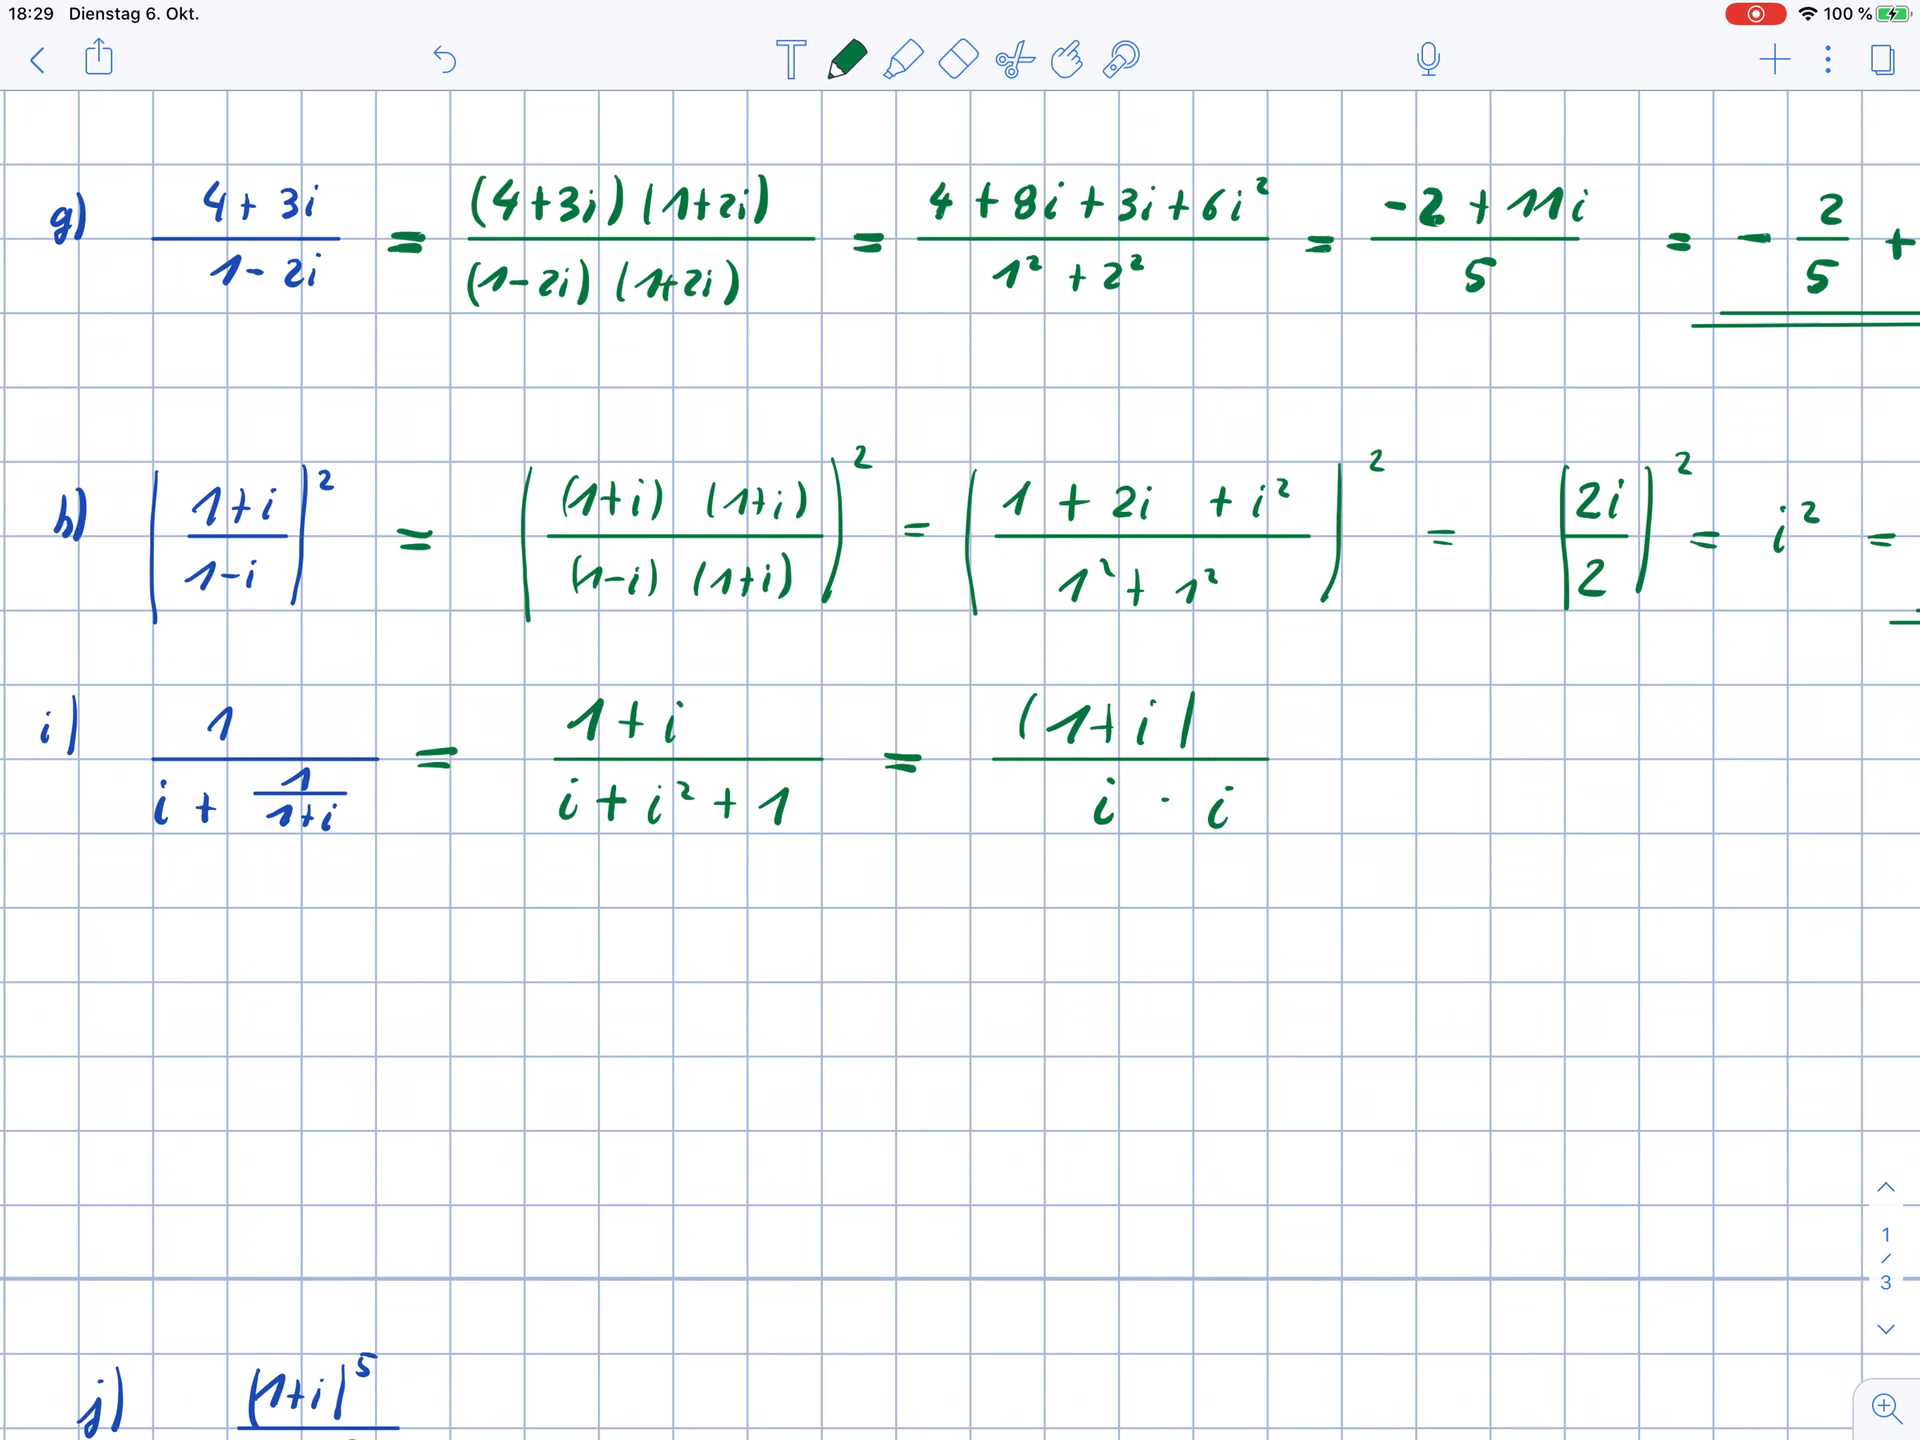 18:29 Dienstag 6. Okt. 100 %
T
g) (4 + 3i)/(1 - 2i) = ((4+3i) (1+2i))/((1-2i) (1+2i)) = (4 + 8i + 3i + 6i²)/(1² + 2²) = (-2 + 11i)/5 = - 2/5 +
h) ((1+i)/(1-i))² = (((1+i) (1+i))/((1-i) (1+i)))² = ((1 + 2i + i²)/(1² + 1²))² = (2i/2)² = i² =
i) 1/(i + 1/(1+i)) = (1 + i)/(i + i² + 1) = (1+i)/(i · i)
1
/
3
j) (1+i)⁵